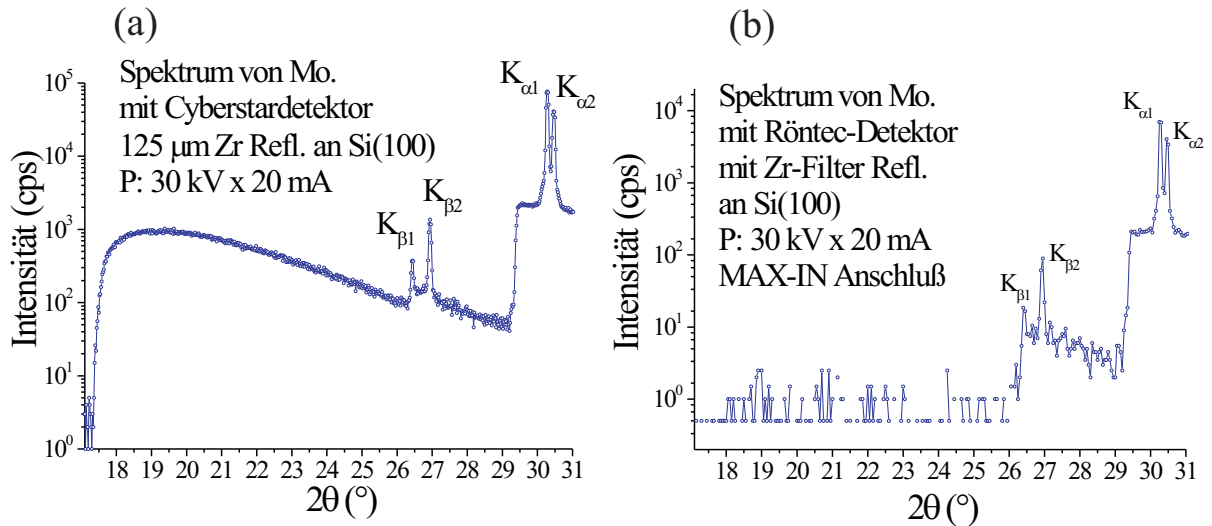 (a)
Spektrum von Mo.
mit Cyberstardetektor
125 µm Zr Refl. an Si(100)
P: 30 kV x 20 mA
Kα1
Kα2
Kβ1
Kβ2
Intensität (cps)
10^5
10^4
10^3
10^2
10^1
10^0
18 19 20 21 22 23 24 25 26 27 28 29 30 31
2θ (°)
(b)
Spektrum von Mo.
mit Röntec-Detektor
mit Zr-Filter Refl.
an Si(100)
P: 30 kV x 20 mA
MAX-IN Anschluß
Kα1
Kα2
Kβ1
Kβ2
Intensität (cps)
10^4
10^3
10^2
10^1
10^0
18 19 20 21 22 23 24 25 26 27 28 29 30 31
2θ (°)